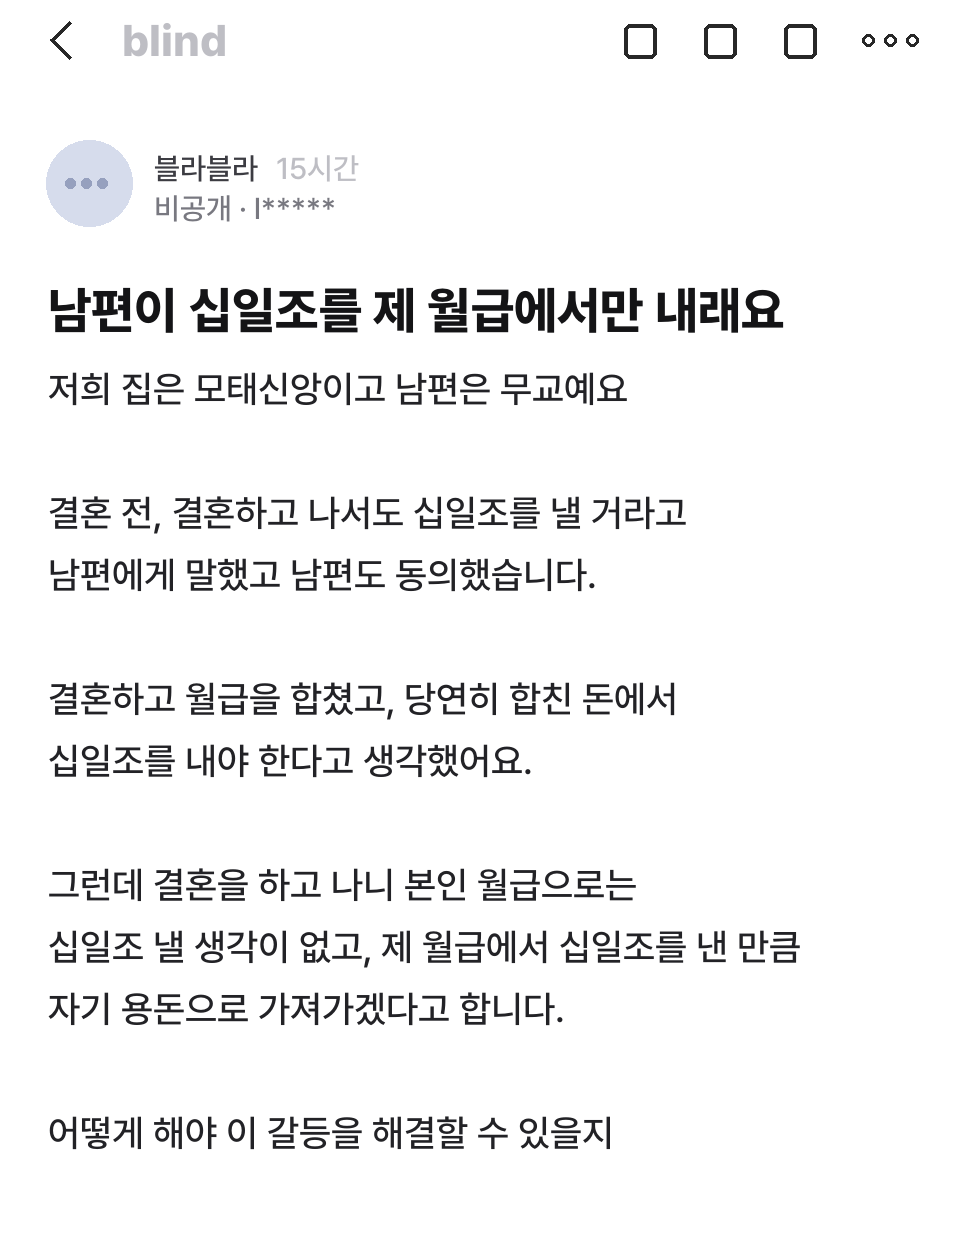 blind
블라블라 15시간
비공개 · l*****
남편이 십일조를 제 월급에서만 내래요
저희 집은 모태신앙이고 남편은 무교예요
결혼 전, 결혼하고 나서도 십일조를 낼 거라고
남편에게 말했고 남편도 동의했습니다.
결혼하고 월급을 합쳤고, 당연히 합친 돈에서
십일조를 내야 한다고 생각했어요.
그런데 결혼을 하고 나니 본인 월급으로는
십일조 낼 생각이 없고, 제 월급에서 십일조를 낸 만큼
자기 용돈으로 가져가겠다고 합니다.
어떻게 해야 이 갈등을 해결할 수 있을지